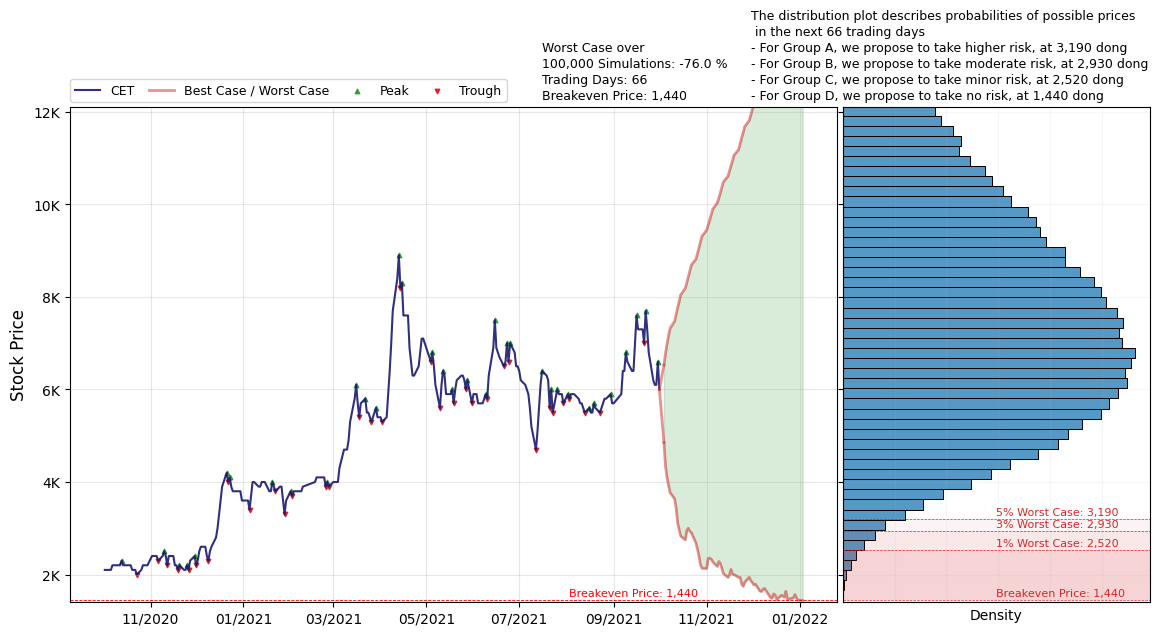 The distribution plot describes probabilities of possible prices
in the next 66 trading days
- For Group A, we propose to take higher risk, at 3,190 dong
- For Group B, we propose to take moderate risk, at 2,930 dong
- For Group C, we propose to take minor risk, at 2,520 dong
- For Group D, we propose to take no risk, at 1,440 dong
Worst Case over
100,000 Simulations: -76.0 %
Trading Days: 66
Breakeven Price: 1,440
CET
Best Case / Worst Case
Peak
Trough
Stock Price
12K
10K
8K
6K
4K
2K
Breakeven Price: 1,440
11/2020
01/2021
03/2021
05/2021
07/2021
09/2021
11/2021
01/2022
5% Worst Case: 3,190
3% Worst Case: 2,930
1% Worst Case: 2,520
Breakeven Price: 1,440
Density